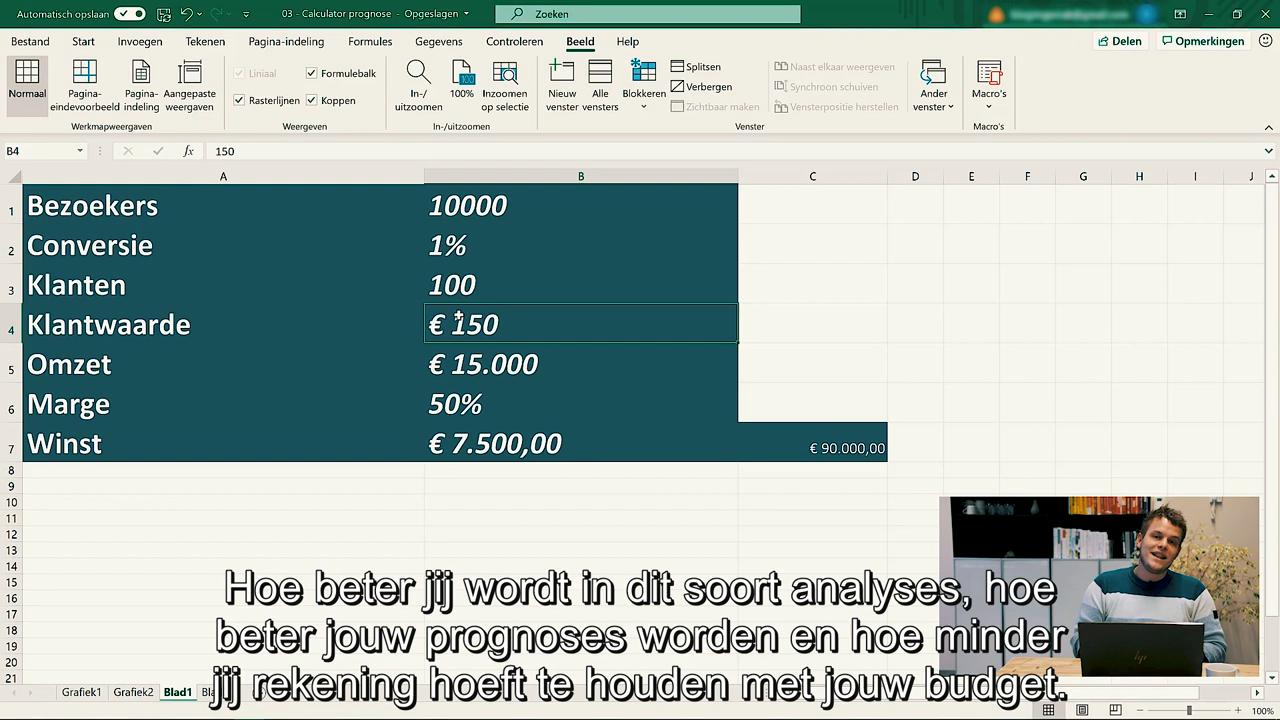 Automatisch opslaan
03 - Calculator prognose - Opgeslagen
Zoeken
Bestand Start Invoegen Tekenen Pagina-indeling Formules Gegevens Controleren Beeld Help
Delen Opmerkingen
Normaal
Pagina-eindevoorbeeld
Pagina-indeling
Aangepaste weergaven
Werkmapweergaven
Liniaal Formulebalk
Rasterlijnen Koppen
Weergeven
In-/uitzoomen
100%
Inzoomen op selectie
In-/uitzoomen
Nieuw venster
Alle vensters
Blokkeren
Splitsen
Verbergen
Zichtbaar maken
Naast elkaar weergeven
Synchroon schuiven
Vensterpositie herstellen
Ander venster
Venster
Macro's
Macro's
B4 fx 150
A B C D E F G H I J
1 Bezoekers 10000
2 Conversie 1%
3 Klanten 100
4 Klantwaarde € 150
5 Omzet € 15.000
6 Marge 50%
7 Winst € 7.500,00 € 90.000,00
8
9
10
11
12
13
14
15
16
17
18
19
20
21
hp
Hoe beter jij wordt in dit soort analyses, hoe
beter jouw prognoses worden en hoe minder
jij rekening hoeft te houden met jouw budget.
Grafiek1 Grafiek2 Blad1
100%